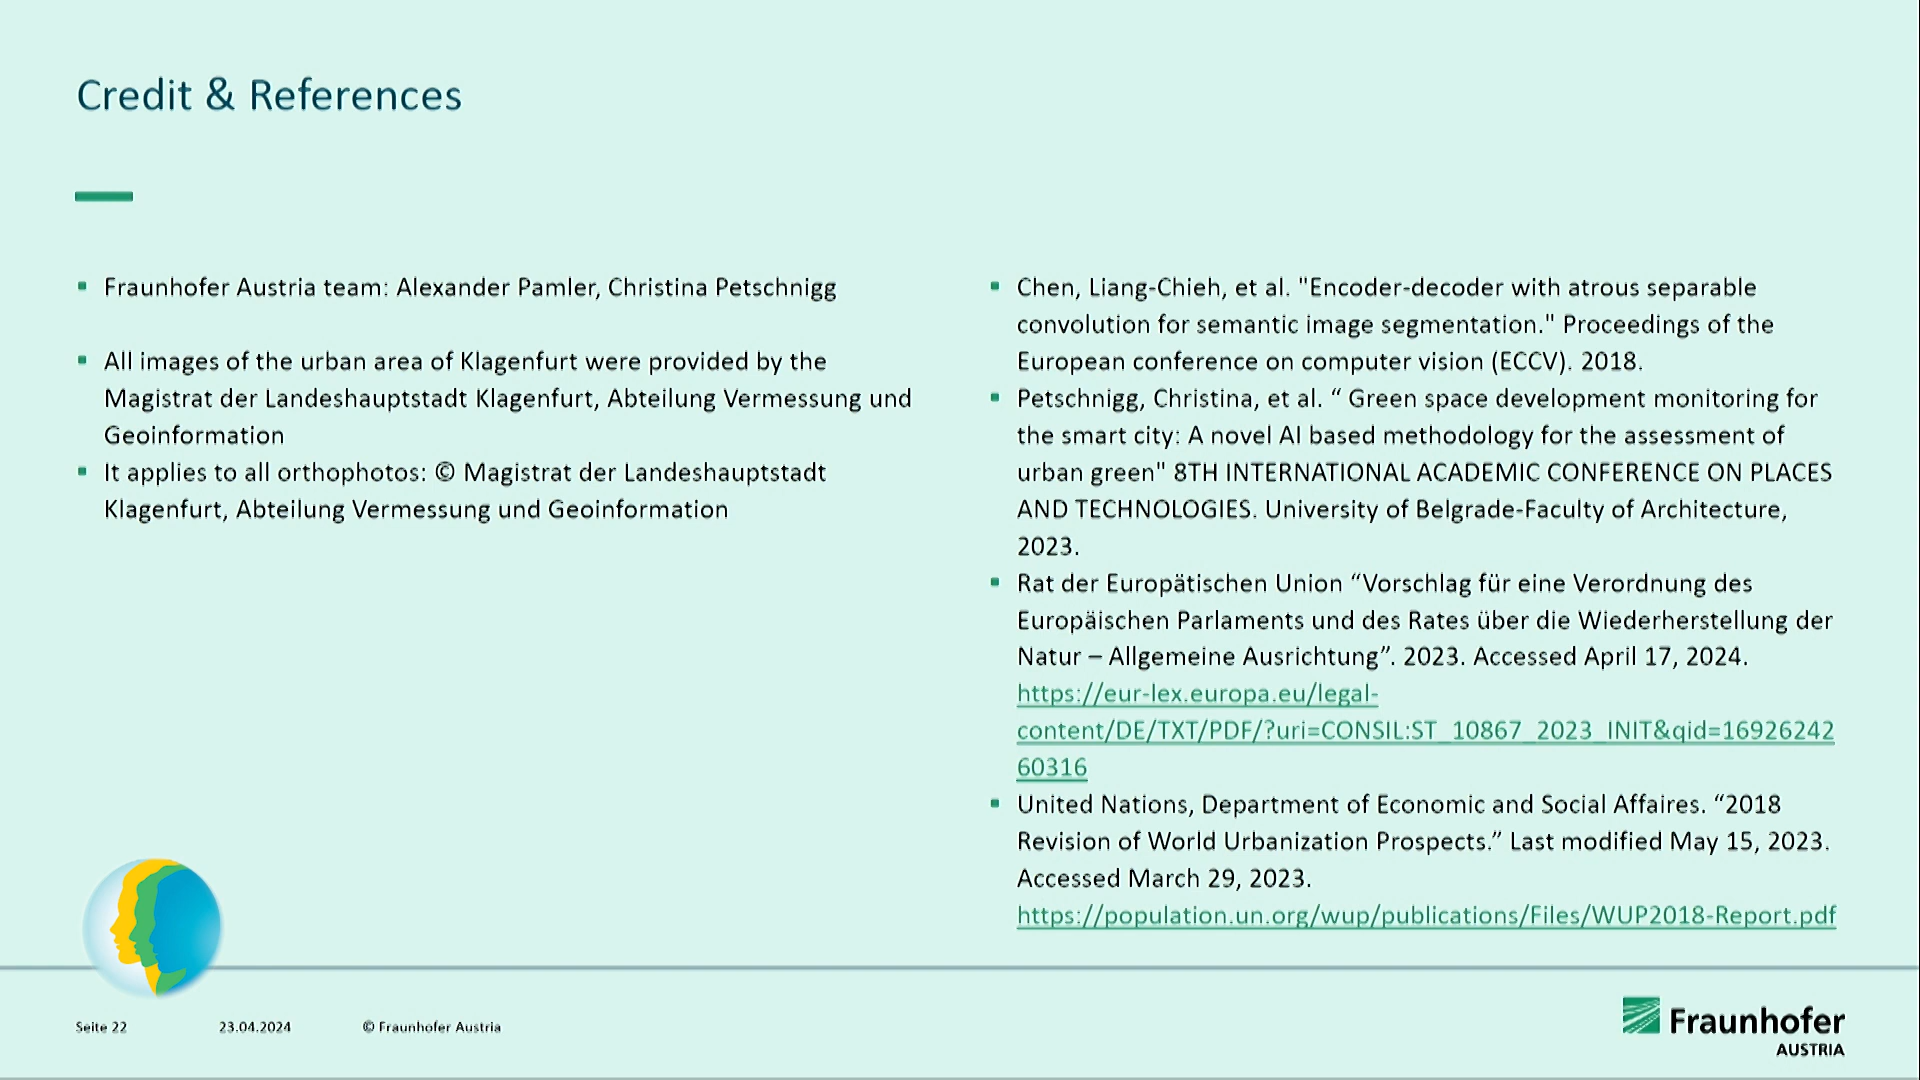 Credit & References
▪ Fraunhofer Austria team: Alexander Pamler, Christina Petschnigg
▪ All images of the urban area of Klagenfurt were provided by the
Magistrat der Landeshauptstadt Klagenfurt, Abteilung Vermessung und
Geoinformation
▪ It applies to all orthophotos: © Magistrat der Landeshauptstadt
Klagenfurt, Abteilung Vermessung und Geoinformation
▪ Chen, Liang-Chieh, et al. "Encoder-decoder with atrous separable
convolution for semantic image segmentation." Proceedings of the
European conference on computer vision (ECCV). 2018.
▪ Petschnigg, Christina, et al. “ Green space development monitoring for
the smart city: A novel AI based methodology for the assessment of
urban green" 8TH INTERNATIONAL ACADEMIC CONFERENCE ON PLACES
AND TECHNOLOGIES. University of Belgrade-Faculty of Architecture,
2023.
▪ Rat der Europätischen Union “Vorschlag für eine Verordnung des
Europäischen Parlaments und des Rates über die Wiederherstellung der
Natur – Allgemeine Ausrichtung”. 2023. Accessed April 17, 2024.
https://eur-lex.europa.eu/legal-
content/DE/TXT/PDF/?uri=CONSIL:ST_10867_2023_INIT&qid=16926242
60316
▪ United Nations, Department of Economic and Social Affaires. “2018
Revision of World Urbanization Prospects.” Last modified May 15, 2023.
Accessed March 29, 2023.
https://population.un.org/wup/publications/Files/WUP2018-Report.pdf
Seite 22 23.04.2024 © Fraunhofer Austria
Fraunhofer
AUSTRIA